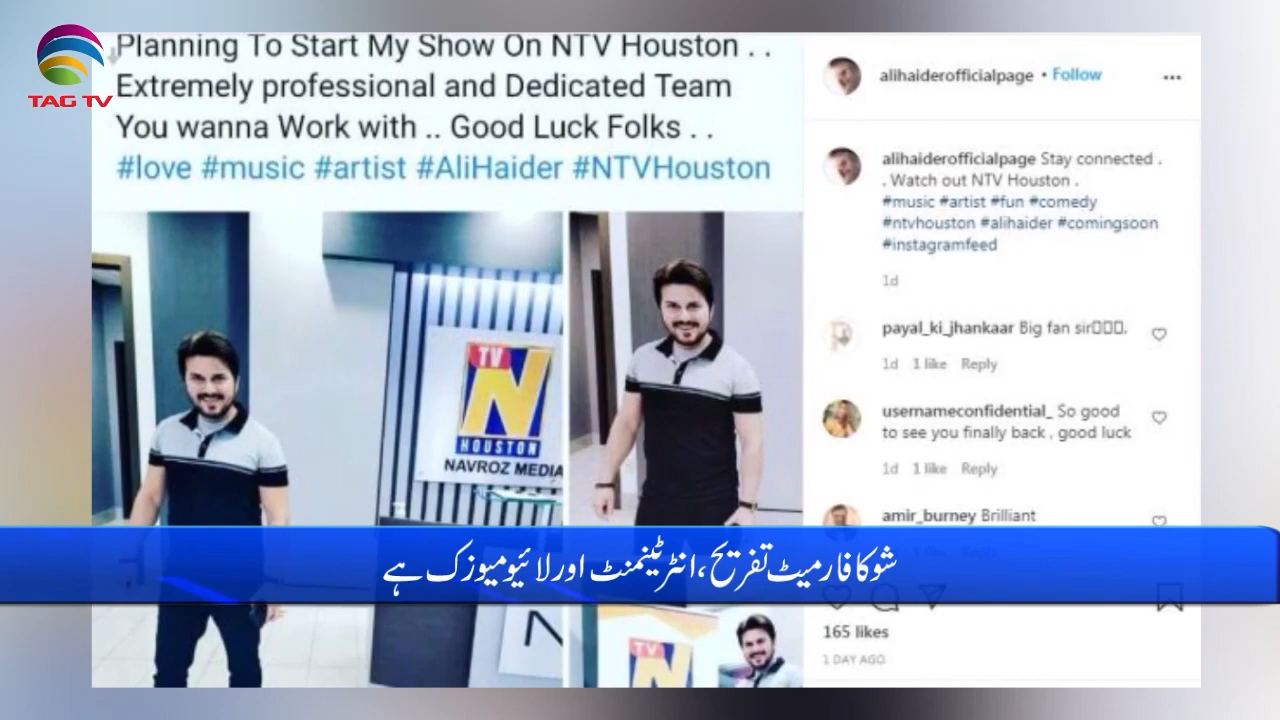 TAG TV
Planning To Start My Show On NTV Houston . .
Extremely professional and Dedicated Team
You wanna Work with .. Good Luck Folks . .
#love #music #artist #AliHaider #NTVHouston
TV
N
HOUSTON
NAVROZ MEDIA
N
TV
N
alihaiderofficialpage • Follow
alihaiderofficialpage Stay connected .
. Watch out NTV Houston .
#music #artist #fun #comedy
#ntvhouston #alihaider #comingsoon
#instagramfeed
1d
payal_ki_jhankaar Big fan sir▯▯▯.
1d 1 like Reply
usernameconfidential_ So good
to see you finally back , good luck
1d 1 like Reply
amir_burney Brilliant
شو کا فارمیٹ تفریح ، انٹرٹینمنٹ اور لائیو میوزک ہے
165 likes
1 DAY AGO